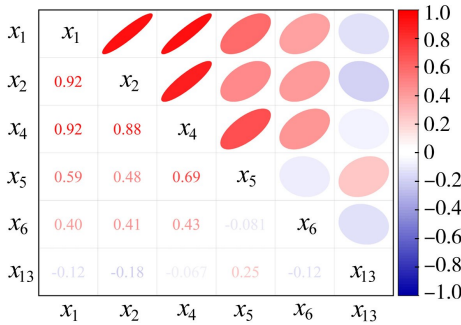 x1 x1 1.0
0.8
x2 0.92 x2 0.6
0.4
x4 0.92 0.88 x4 0.2
0
x5 0.59 0.48 0.69 x5 −0.2
−0.4
x6 0.40 0.41 0.43 -0.081 x6 −0.6
−0.8
x13 -0.12 -0.18 -0.067 0.25 -0.12 x13 −1.0
x1 x2 x4 x5 x6 x13